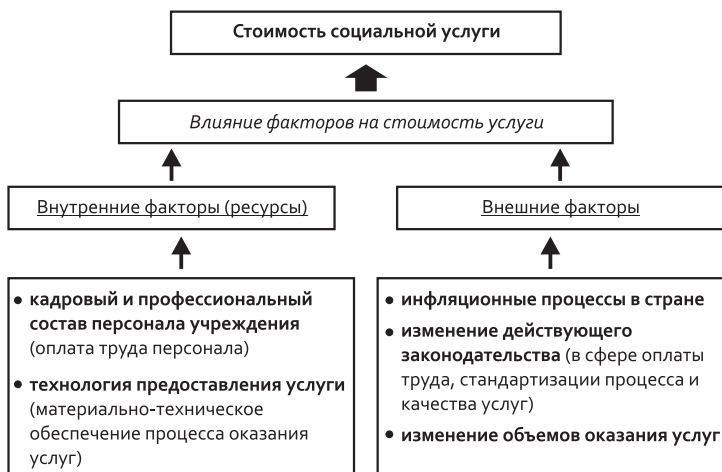 Стоимость социальной услуги
Влияние факторов на стоимость услуги
Внутренние факторы (ресурсы)
Внешние факторы
• кадровый и профессиональный
состав персонала учреждения
(оплата труда персонала)
• технология предоставления услуги
(материально-техническое
обеспечение процесса оказания
услуг)
• инфляционные процессы в стране
• изменение действующего
законодательства (в сфере оплаты
труда, стандартизации процесса и
качества услуг)
• изменение объемов оказания услуг